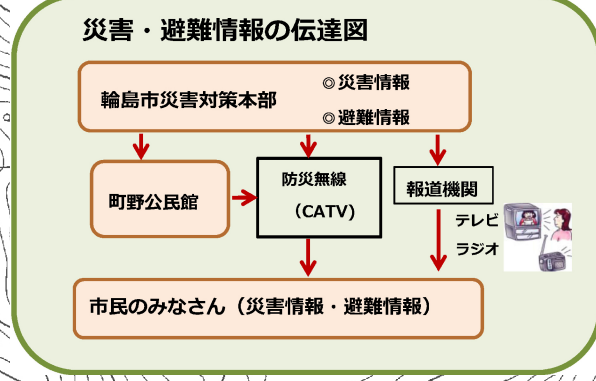 災害・避難情報の伝達図
輪島市災害対策本部
◎災害情報
◎避難情報
町野公民館
防災無線
（CATV）
報道機関
テレビ
ラジオ
市民のみなさん（災害情報・避難情報）